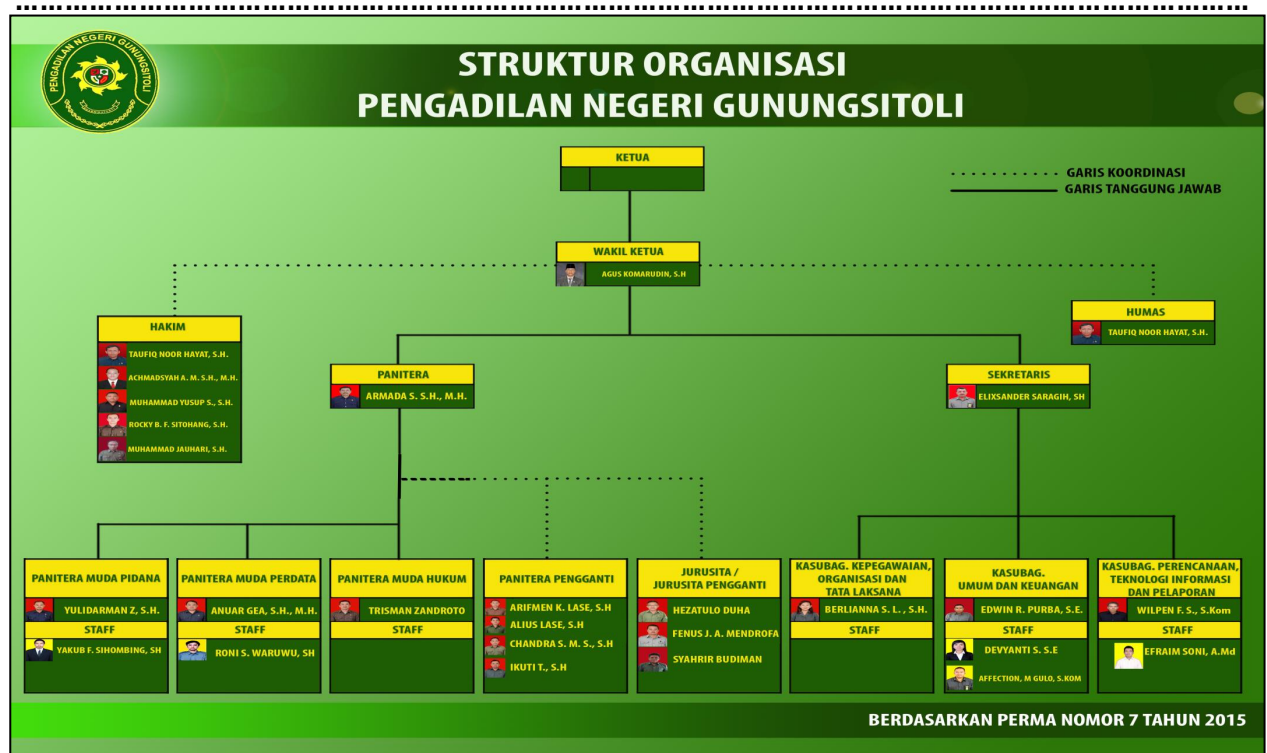 PENGADILAN NEGERI GUNUNGSITOLI
STRUKTUR ORGANISASI
PENGADILAN NEGERI GUNUNGSITOLI
KETUA
GARIS KOORDINASI
GARIS TANGGUNG JAWAB
WAKIL KETUA
AGUS KOMARUDIN, S.H
HAKIM
TAUFIQ NOOR HAYAT, S.H.
ACHMADSYAH A. M. S.H., M.H.
MUHAMMAD YUSUP S., S.H.
ROCKY B. F. SITOHANG, S.H.
MUHAMMAD JAUHARI, S.H.
HUMAS
TAUFIQ NOOR HAYAT, S.H.
PANITERA
ARMADA S. S.H., M.H.
SEKRETARIS
ELIXSANDER SARAGIH, SH
PANITERA MUDA PIDANA
YULIDARMAN Z, S.H.
STAFF
YAKUB F. SIHOMBING, SH
PANITERA MUDA PERDATA
ANUAR GEA, S.H., M.H.
STAFF
RONI S. WARUWU, SH
PANITERA MUDA HUKUM
TRISMAN ZANDROTO
STAFF
PANITERA PENGGANTI
ARIFMEN K. LASE, S.H
ALIUS LASE, S.H
CHANDRA S. M. S., S.H
IKUTI T., S.H
JURUSITA /
JURUSITA PENGGANTI
HEZATULO DUHA
FENUS J. A. MENDROFA
SYAHRIR BUDIMAN
KASUBAG. KEPEGAWAIAN,
ORGANISASI DAN
TATA LAKSANA
BERLIANNA S. L. , S.H.
STAFF
KASUBAG.
UMUM DAN KEUANGAN
EDWIN R. PURBA, S.E.
STAFF
DEVYANTI S. S.E
AFFECTION, M GULO, S.KOM
KASUBAG. PERENCANAAN,
TEKNOLOGI INFORMASI
DAN PELAPORAN
WILPEN F. S., S.Kom
STAFF
EFRAIM SONI, A.Md
BERDASARKAN PERMA NOMOR 7 TAHUN 2015